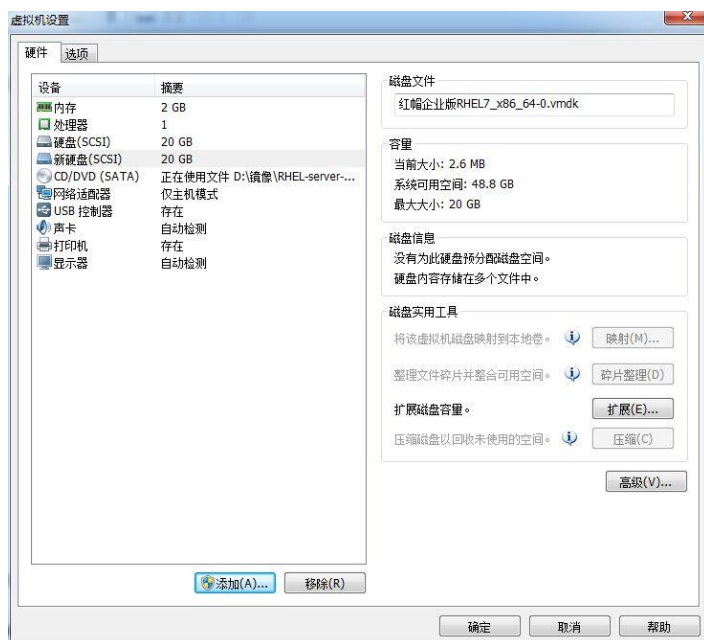 虚拟机设置
硬件 选项
设备 摘要
内存 2 GB
处理器 1
硬盘(SCSI) 20 GB
新硬盘(SCSI) 20 GB
CD/DVD (SATA) 正在使用文件 D:\镜像\RHEL-server-...
网络适配器 仅主机模式
USB 控制器 存在
声卡 自动检测
打印机 存在
显示器 自动检测
添加(A)... 移除(R)
磁盘文件
红帽企业版RHEL7_x86_64-0.vmdk
容量
当前大小: 2.6 MB
系统可用空间: 48.8 GB
最大大小: 20 GB
磁盘信息
没有为此硬盘预分配磁盘空间。
硬盘内容存储在多个文件中。
磁盘实用工具
将该虚拟机磁盘映射到本地卷。 映射(M)...
整理文件碎片并整合可用空间。 碎片整理(D)
扩展磁盘容量。 扩展(E)...
压缩磁盘以回收未使用的空间。 压缩(C)
高级(V)...
确定 取消 帮助